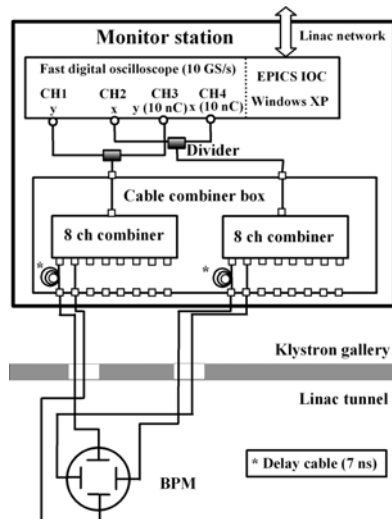 Monitor station
Linac network
Fast digital oscilloscope (10 GS/s)
CH1 CH2 CH3 CH4
y x y (10 nC) x (10 nC)
EPICS IOC
Windows XP
Divider
Cable combiner box
8 ch combiner
8 ch combiner
*
*
Klystron gallery
Linac tunnel
BPM
* Delay cable (7 ns)